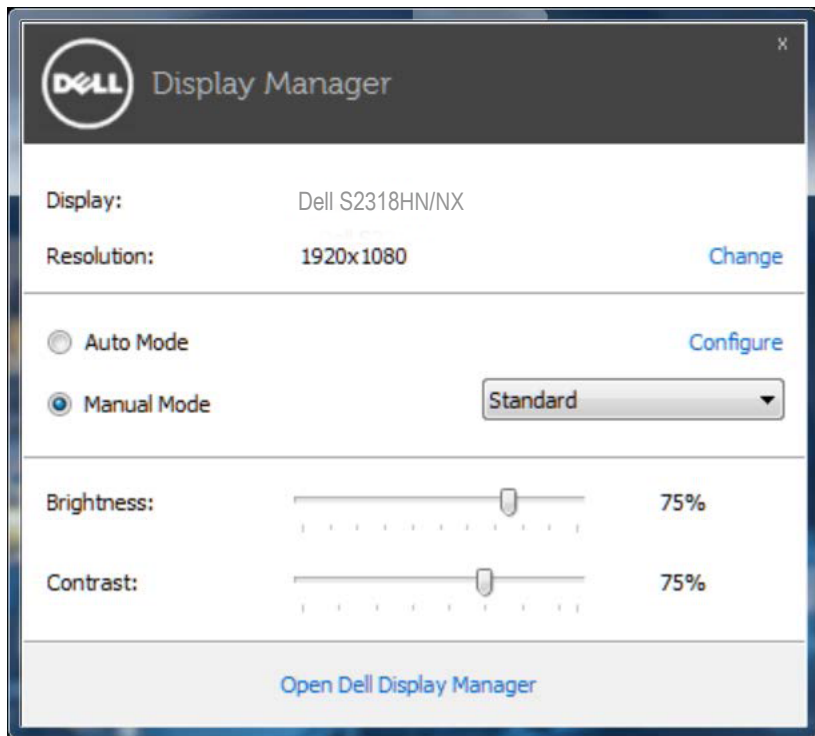 DELL Display Manager
x
Display: Dell S2318HN/NX
Resolution: 1920x1080 Change
Auto Mode Configure
Manual Mode Standard
Brightness: 75%
Contrast: 75%
Open Dell Display Manager